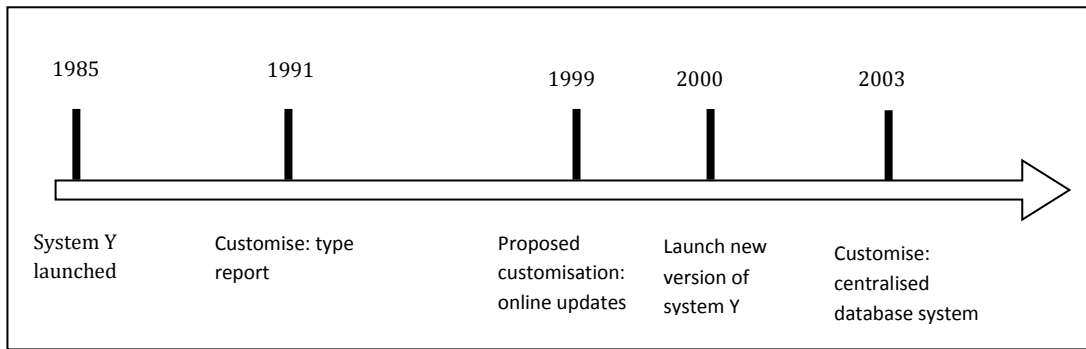 1985
1991
1999
2000
2003
System Y
launched
Customise: type
report
Proposed
customisation:
online updates
Launch new
version of
system Y
Customise:
centralised
database system